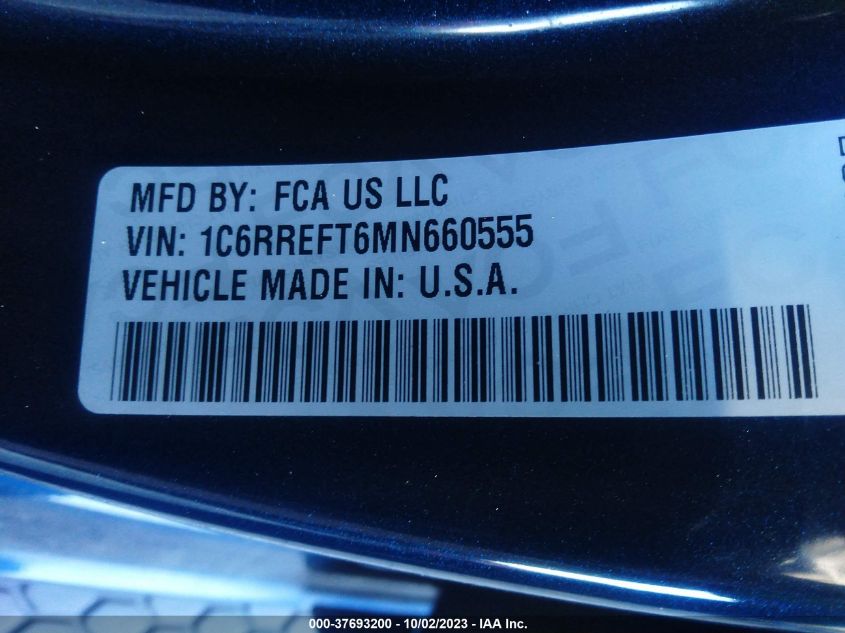 MFD BY: FCA US LLC
VIN: 1C6RREFT6MN660555
VEHICLE MADE IN: U.S.A.
000-37693200 - 10/02/2023 - IAA Inc.